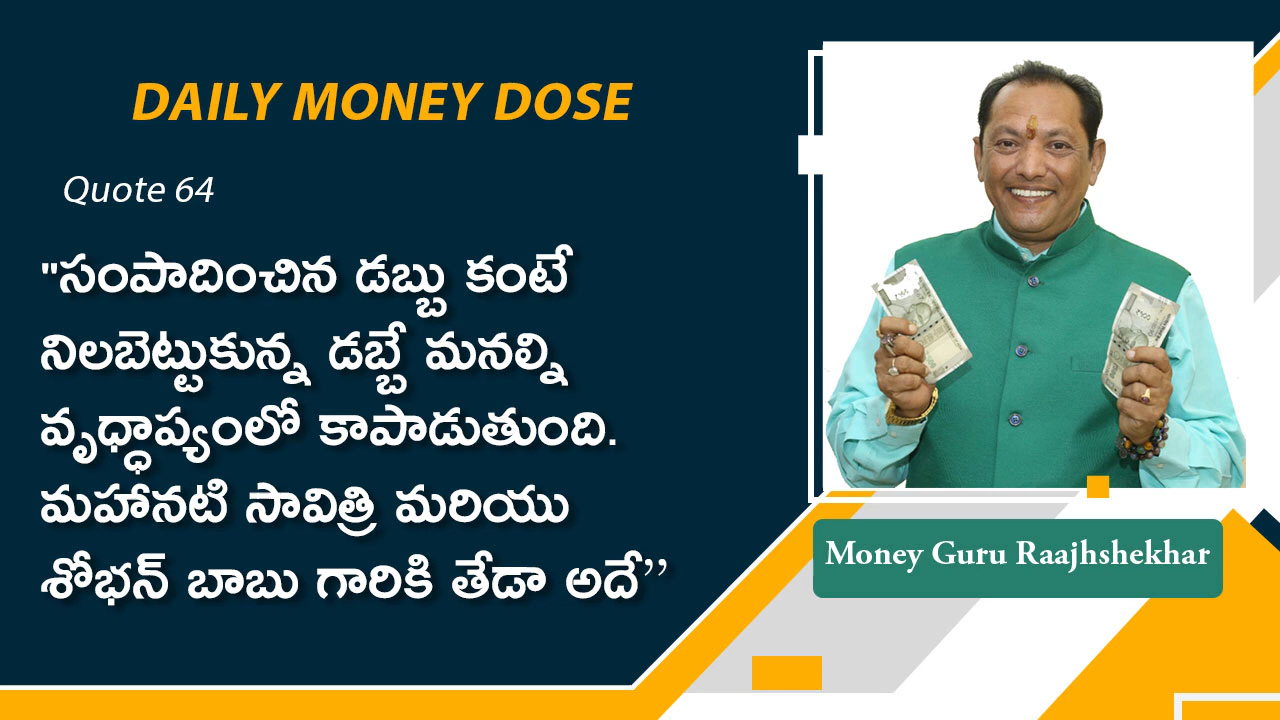 DAILY MONEY DOSE
Quote 64
"సంపాదించిన డబ్బు కంటే
నిలబెట్టుకున్న డబ్బే మనల్ని
వృధ్ధాప్యంలో కాపాడుతుంది.
మహానటి సావిత్రి మరియు
శోభన్ బాబు గారికి తేడా అదే”
Money Guru Raajhshekhar